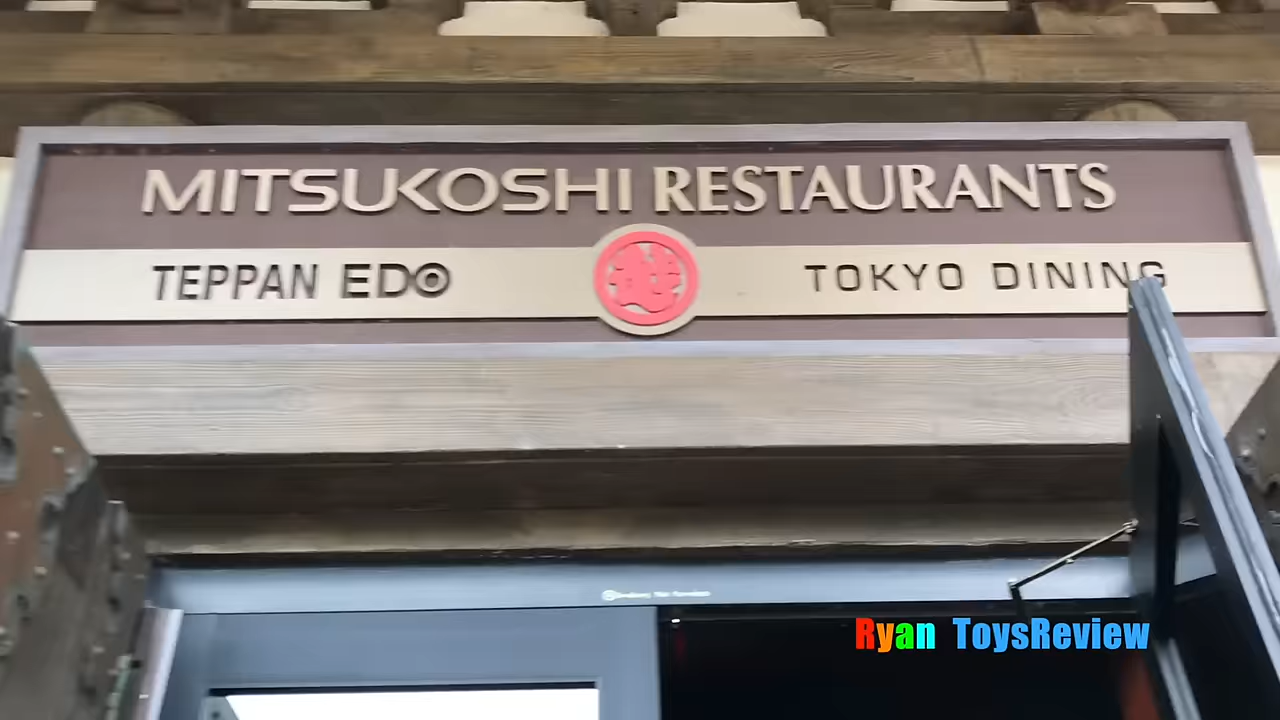 MITSUKOSHI RESTAURANTS
TEPPAN EDO
TOKYO DINING
Ryan ToysReview